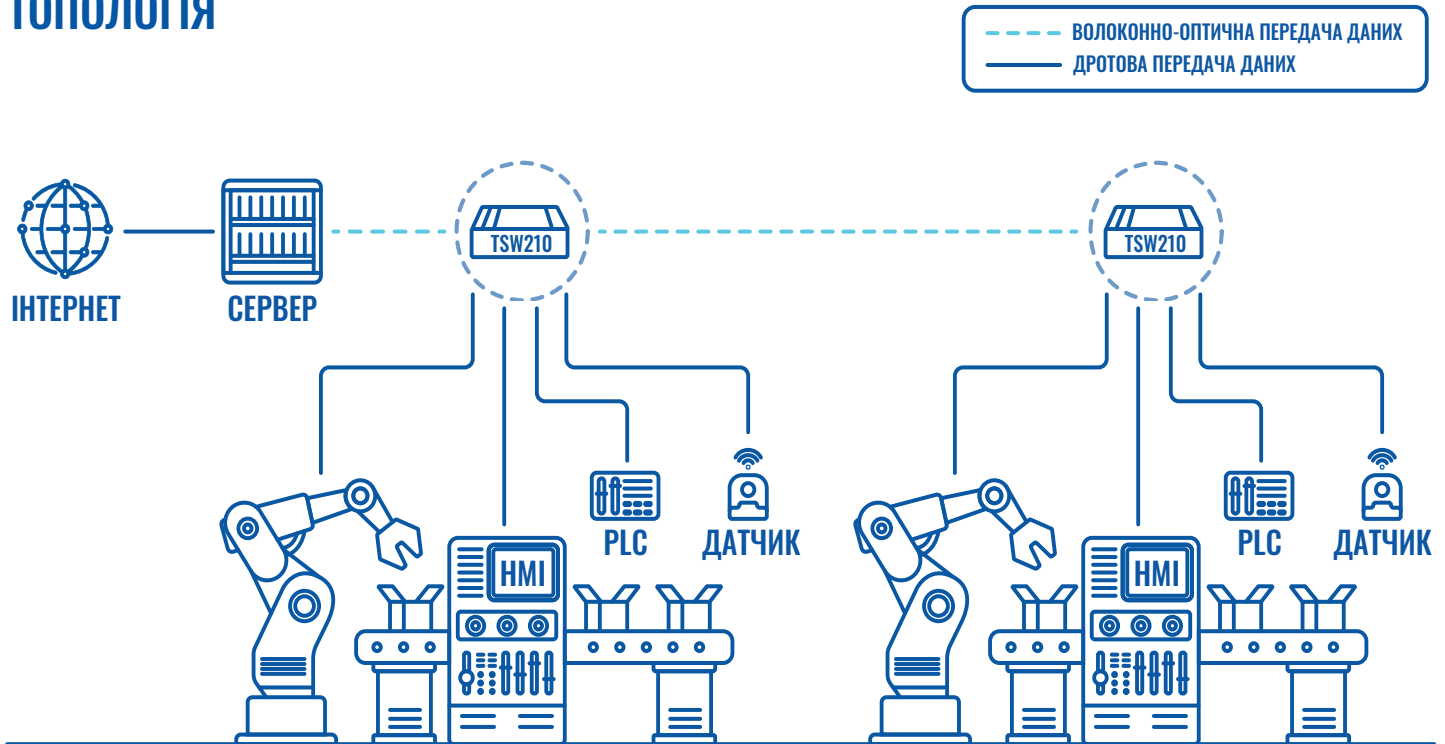 ТОПОЛОГІЯ
ВОЛОКОННО-ОПТИЧНА ПЕРЕДАЧА ДАНИХ
ДРОТОВА ПЕРЕДАЧА ДАНИХ
TSW210
TSW210
ІНТЕРНЕТ
СЕРВЕР
PLC
ДАТЧИК
PLC
ДАТЧИК
HMI
HMI